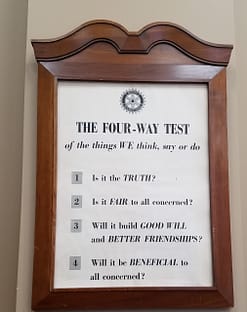 THE FOUR-WAY TEST
of the things WE think, say or do
1 Is it the TRUTH?
2 Is it FAIR to all concerned?
3 Will it build GOOD WILL
and BETTER FRIENDSHIPS?
4 Will it be BENEFICIAL to
all concerned?